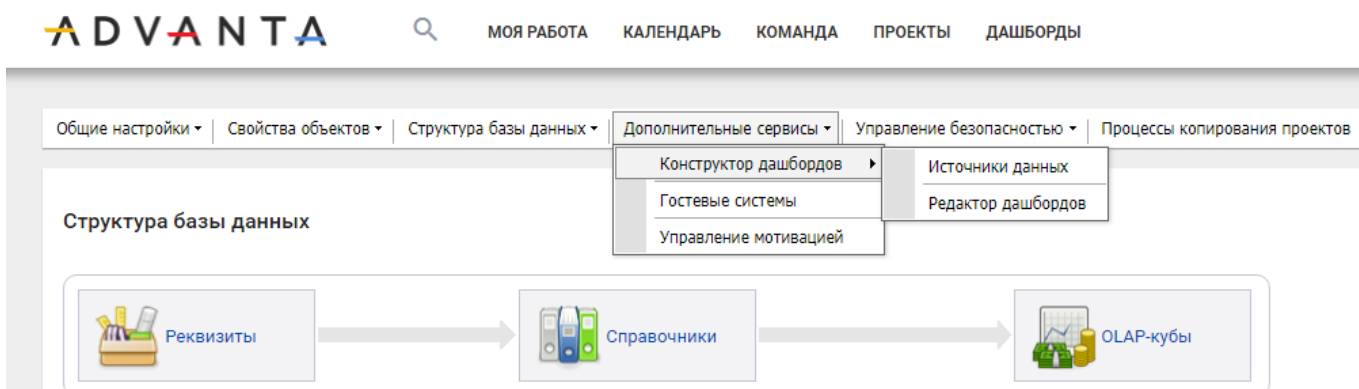 ADVANTA МОЯ РАБОТА КАЛЕНДАРЬ КОМАНДА ПРОЕКТЫ ДАШБОРДЫ
Общие настройки Свойства объектов Структура базы данных Дополнительные сервисы Управление безопасностью Процессы копирования проектов
Конструктор дашбордов Источники данных
Гостевые системы Редактор дашбордов
Управление мотивацией
Структура базы данных
Реквизиты Справочники OLAP-кубы